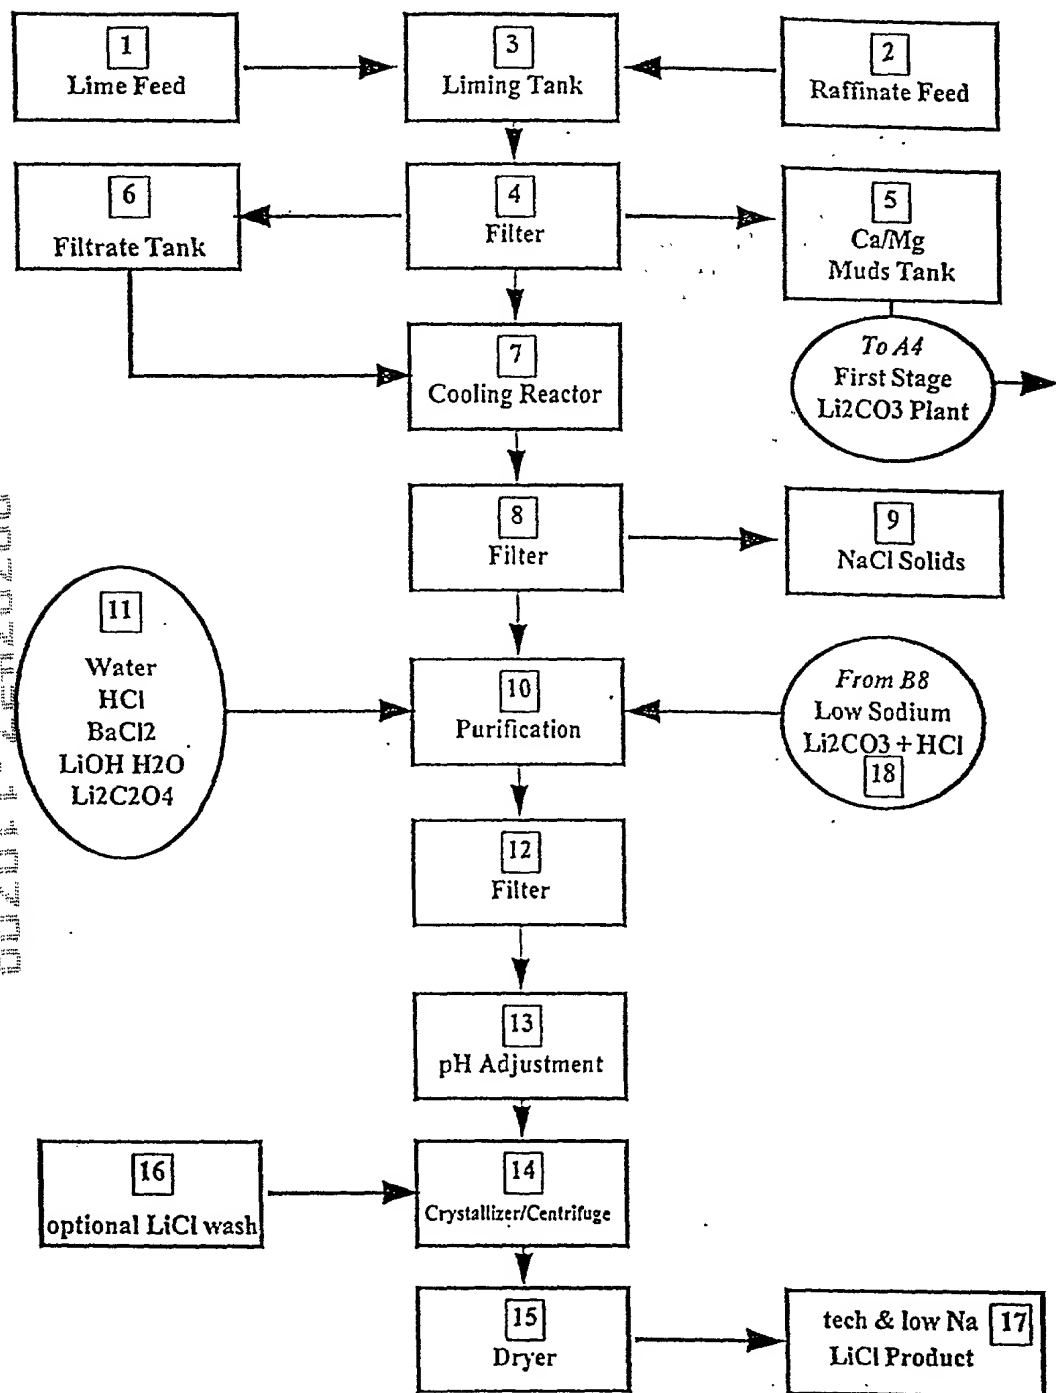 1
Lime Feed
3
Liming Tank
2
Raffinate Feed
6
Filtrate Tank
4
Filter
5
Ca/Mg
Muds Tank
7
Cooling Reactor
To A4
First Stage
Li2CO3 Plant
8
Filter
9
NaCl Solids
11
Water
HCl
BaCl2
LiOH H2O
Li2C2O4
10
Purification
From B8
Low Sodium
Li2CO3 + HCl
18
12
Filter
13
pH Adjustment
16
optional LiCl wash
14
Crystallizer/Centrifuge
15
Dryer
tech & low Na 17
LiCl Product